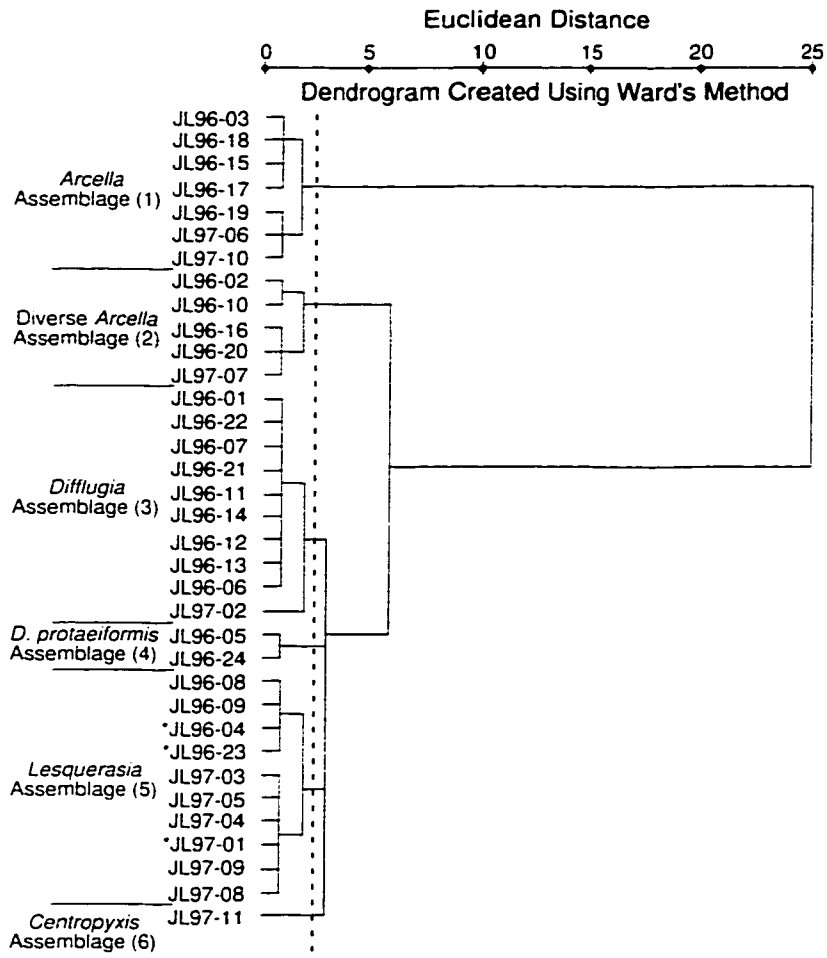 Euclidean Distance
0 5 10 15 20 25
Dendrogram Created Using Ward's Method
JL96-03
JL96-18
JL96-15
JL96-17
JL96-19
JL97-06
JL97-10
Arcella
Assemblage (1)
JL96-02
JL96-10
JL96-16
JL96-20
JL97-07
Diverse Arcella
Assemblage (2)
JL96-01
JL96-22
JL96-07
JL96-21
JL96-11
JL96-14
JL96-12
JL96-13
JL96-06
JL97-02
Difflugia
Assemblage (3)
JL96-05
JL96-24
D. protaeiformis
Assemblage (4)
JL96-08
JL96-09
*JL96-04
*JL96-23
JL97-03
JL97-05
JL97-04
*JL97-01
JL97-09
JL97-08
Lesquerasia
Assemblage (5)
JL97-11
Centropyxis
Assemblage (6)